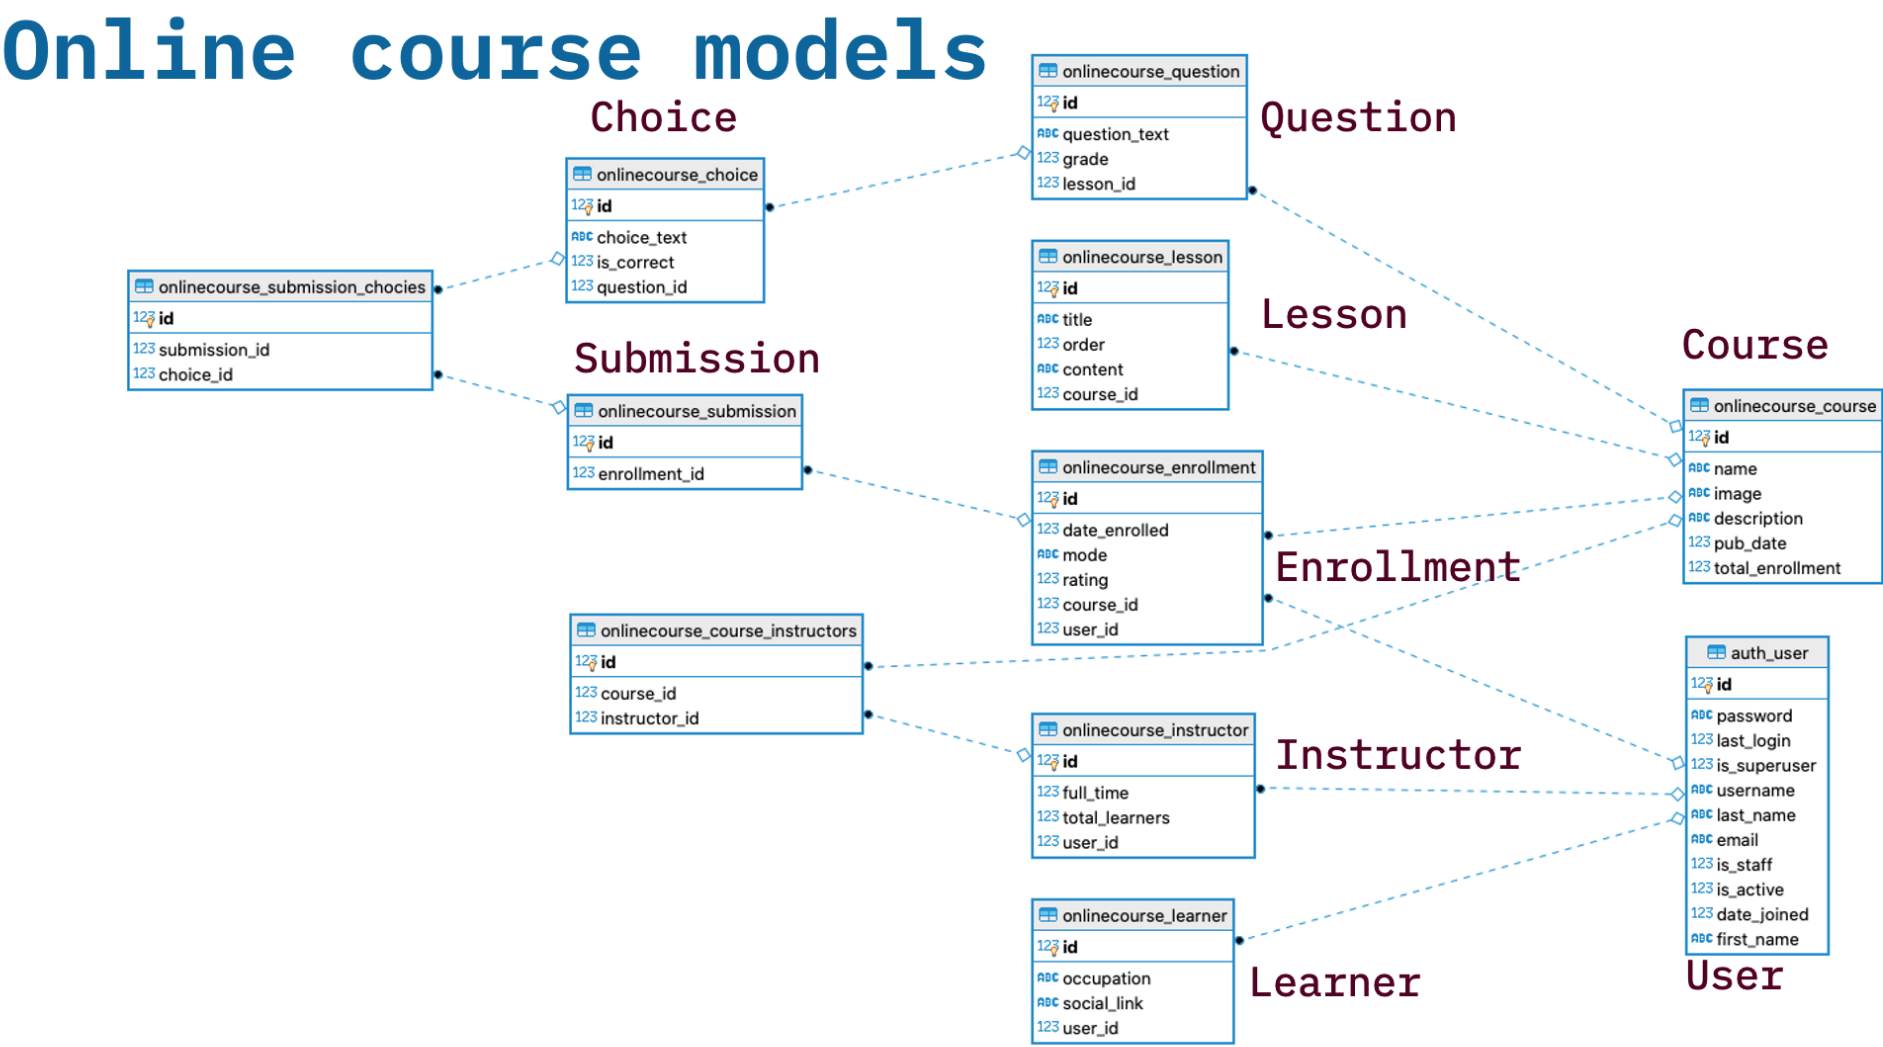 Online course models
Choice
onlinecourse_choice
123 id
ABC choice_text
123 is_correct
123 question_id
onlinecourse_submission_chocies
123 id
123 submission_id
123 choice_id
Submission
onlinecourse_submission
123 id
123 enrollment_id
onlinecourse_course_instructors
123 id
123 course_id
123 instructor_id
onlinecourse_question
123 id
ABC question_text
123 grade
123 lesson_id
Question
onlinecourse_lesson
123 id
ABC title
123 order
ABC content
123 course_id
Lesson
onlinecourse_enrollment
123 id
123 date_enrolled
ABC mode
123 rating
123 course_id
123 user_id
Enrollment
onlinecourse_instructor
123 id
123 full_time
123 total_learners
123 user_id
Instructor
onlinecourse_learner
123 id
ABC occupation
ABC social_link
123 user_id
Learner
Course
onlinecourse_course
123 id
ABC name
ABC image
ABC description
123 pub_date
123 total_enrollment
auth_user
123 id
ABC password
123 last_login
123 is_superuser
ABC username
ABC last_name
ABC email
123 is_staff
123 is_active
123 date_joined
ABC first_name
User